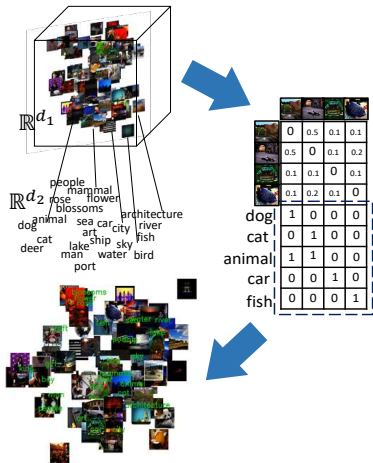 ℝ^{d_1}
ℝ^{d_2}
people
mammal
rose
flower
blossoms
architecture
animal
sea car
river
dog
art
city
fish
cat
ship
sky
deer
lake
water
bird
man
port
0 0.5 0.1 0.1
0.5 0 0.1 0.2
0.1 0.1 0 0.1
0.1 0.2 0.1 0
dog 1 0 0 0
cat 0 1 0 0
animal 1 1 0 0
car 0 0 1 0
fish 0 0 0 1
river
animal
architecture